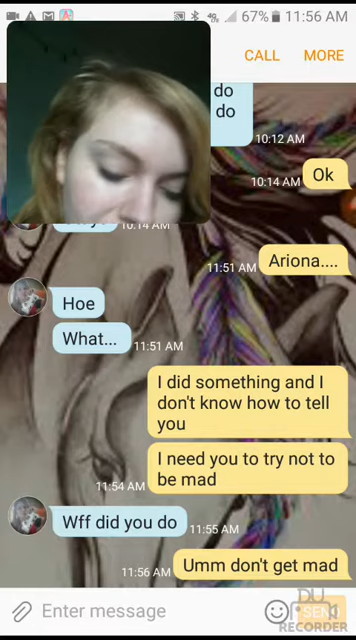 4G 67% 11:56 AM
CALL MORE
do
do
10:12 AM
Ok
10:14 AM
10:14 AM
Ariona....
11:51 AM
Hoe
What...
11:51 AM
I did something and I
don't know how to tell
you
I need you to try not to
be mad
11:54 AM
Wff did you do
11:55 AM
Umm don't get mad
11:56 AM
Enter message
SEND
DU
RECORDER